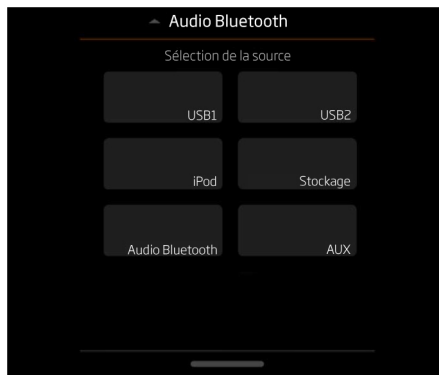 Audio Bluetooth
Sélection de la source
USB1
USB2
iPod
Stockage
Audio Bluetooth
AUX